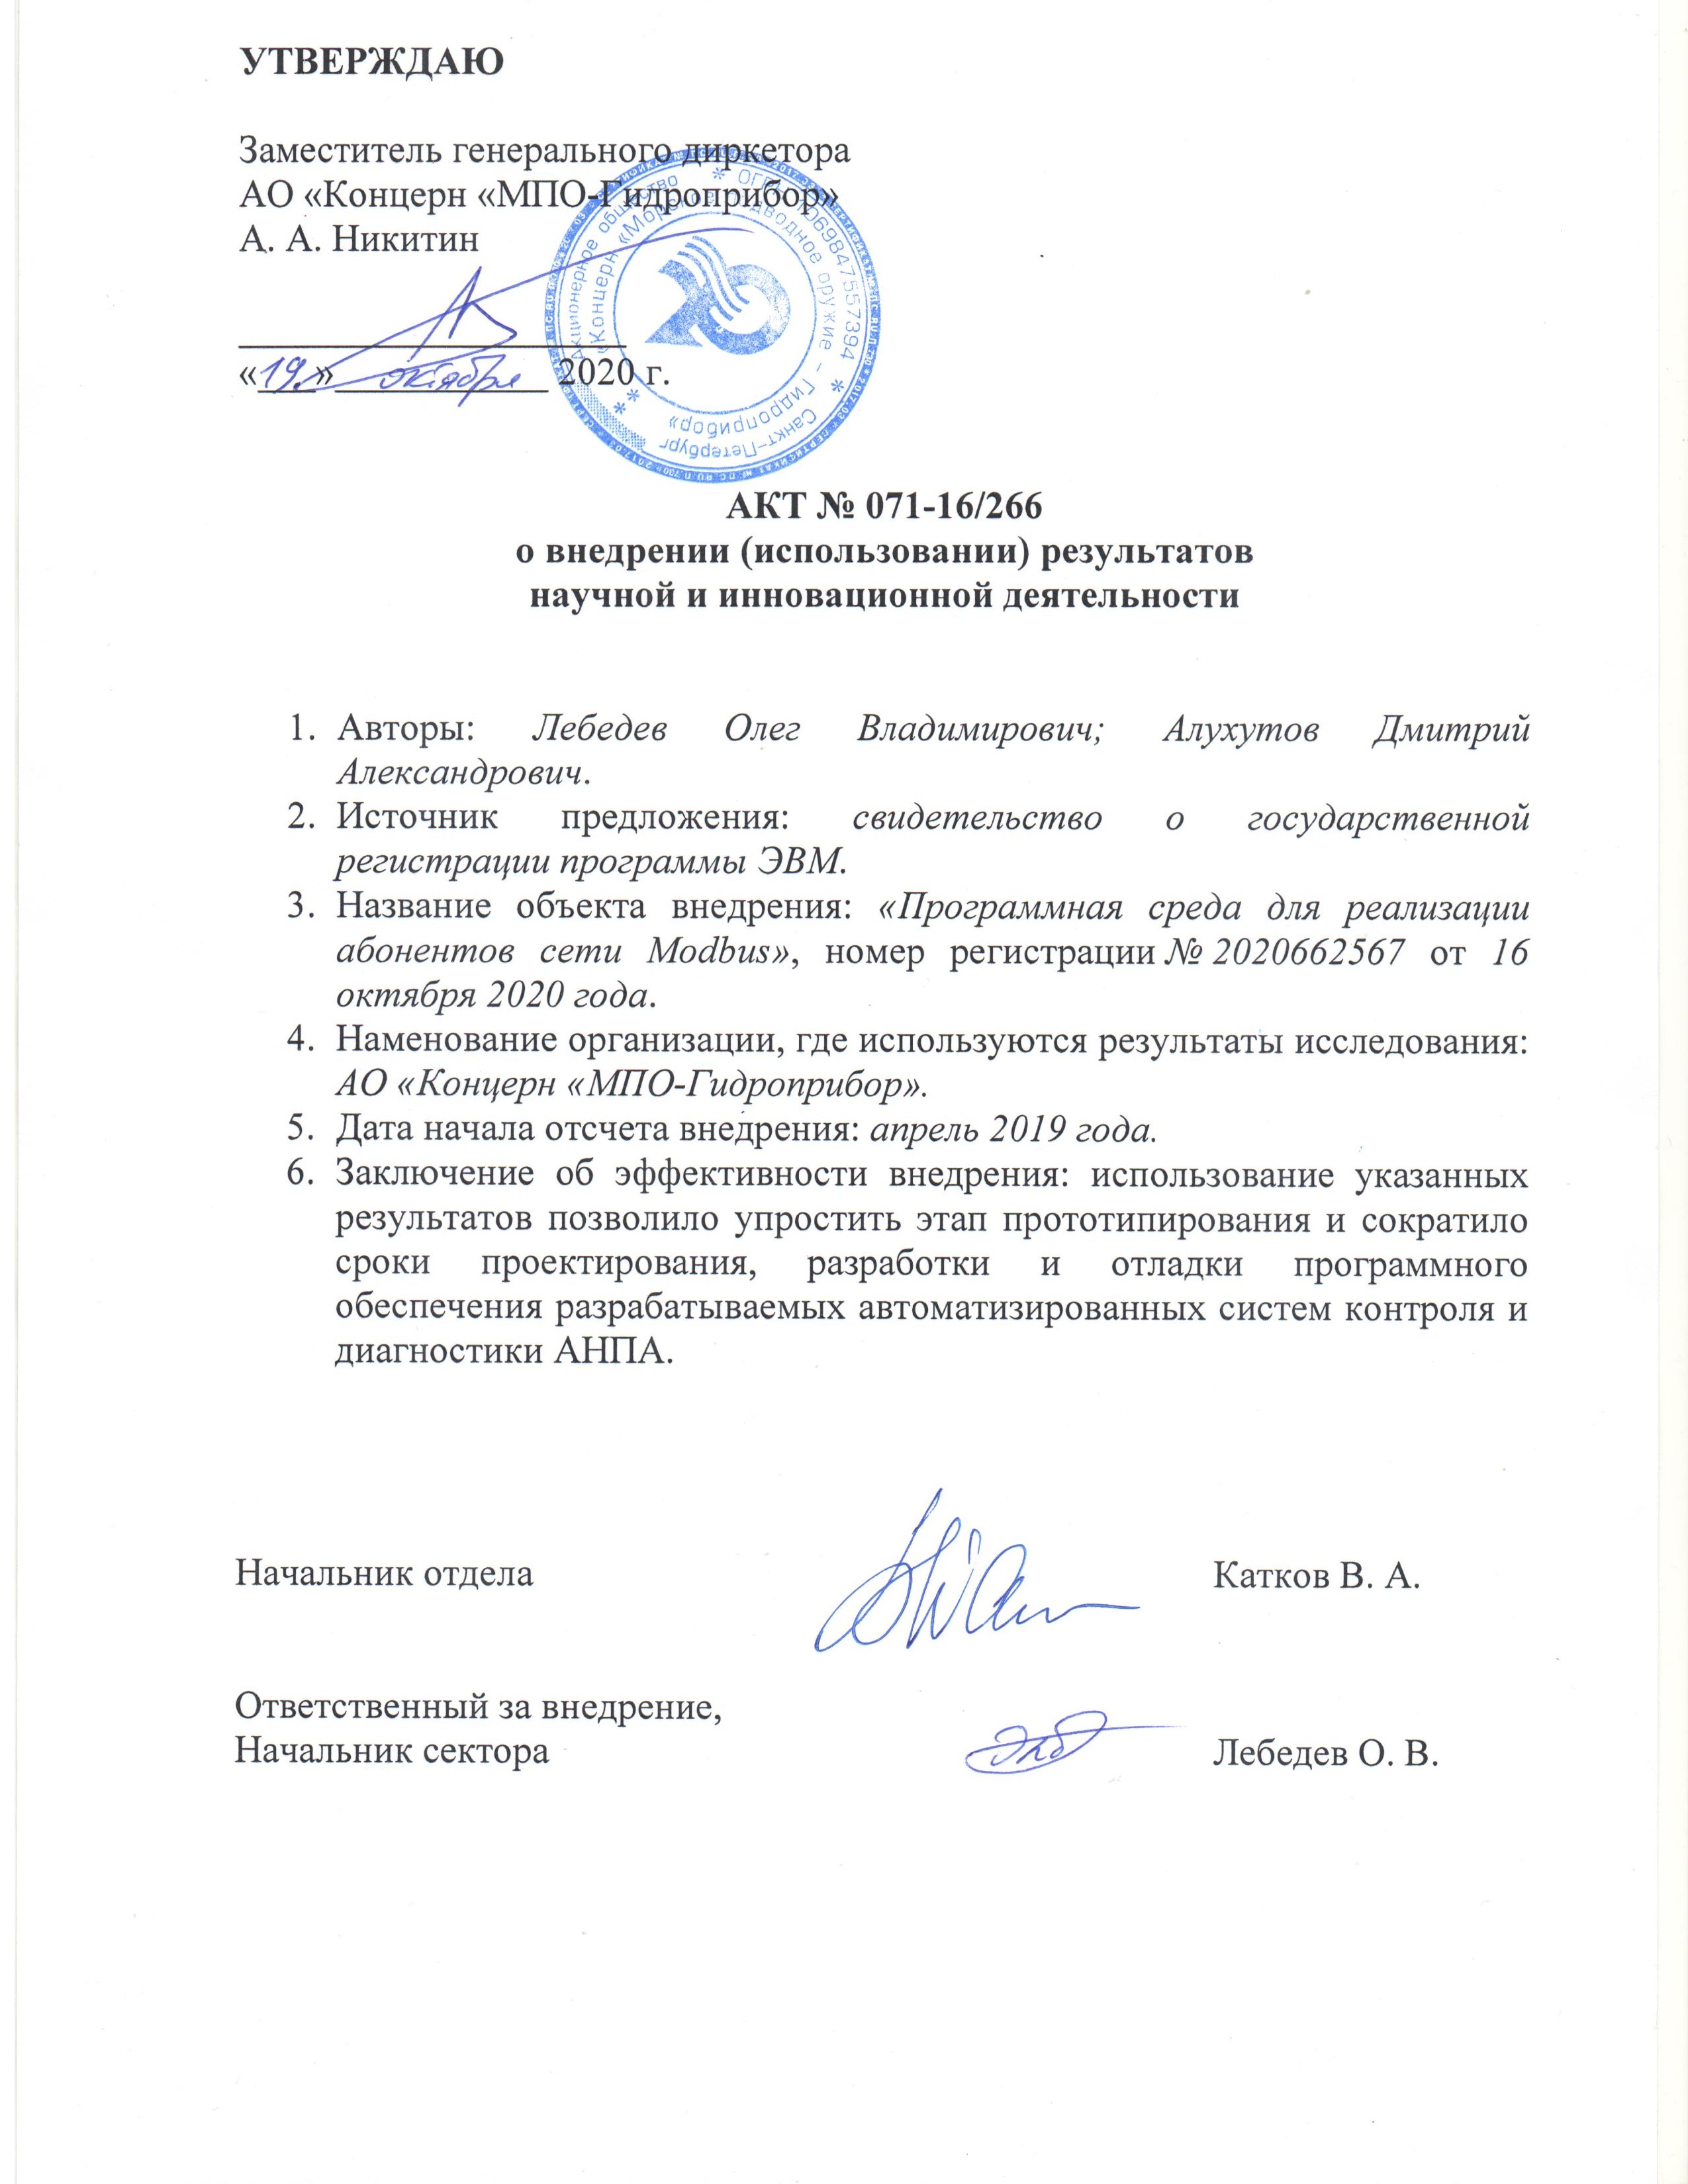 УТВЕРЖДАЮ
Заместитель генерального диркетора
АО «Концерн «МПО-Гидроприбор»
А. А. Никитин
«19» октября 2020 г.
Акционерное общество * ОГРН 1069847557394 * Санкт-Петербург **
«Концерн «Морское подводное оружие – Гидроприбор»
АКТ № 071-16/266
о внедрении (использовании) результатов
научной и инновационной деятельности
1. Авторы: Лебедев Олег Владимирович; Алухутов Дмитрий
Александрович.
2. Источник предложения: свидетельство о государственной
регистрации программы ЭВМ.
3. Название объекта внедрения: «Программная среда для реализации
абонентов сети Modbus», номер регистрации № 2020662567 от 16
октября 2020 года.
4. Наменование организации, где используются результаты исследования:
АО «Концерн «МПО-Гидроприбор».
5. Дата начала отсчета внедрения: апрель 2019 года.
6. Заключение об эффективности внедрения: использование указанных
результатов позволило упростить этап прототипирования и сократило
сроки проектирования, разработки и отладки программного
обеспечения разрабатываемых автоматизированных систем контроля и
диагностики АНПА.
Начальник отдела Катков В. А.
Ответственный за внедрение,
Начальник сектора Лебедев О. В.